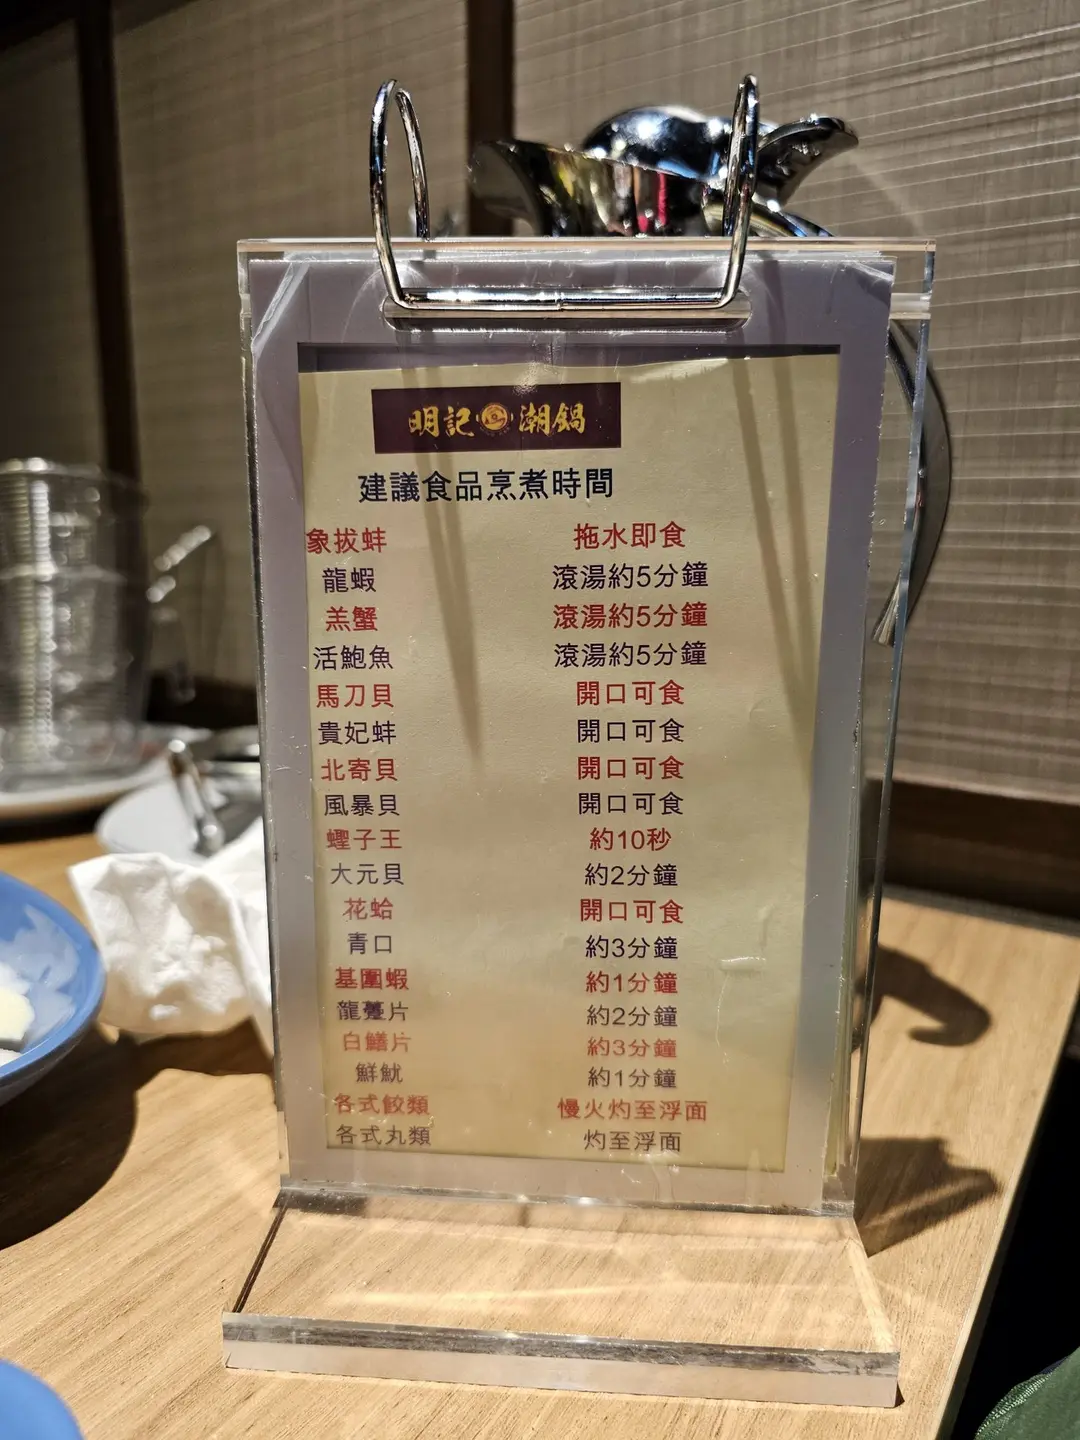 明記 潮鍋
建議食品烹煮時間
象拔蚌 拖水即食
龍蝦 滾湯約5分鐘
羔蟹 滾湯約5分鐘
活鮑魚 滾湯約5分鐘
馬刀貝 開口可食
貴妃蚌 開口可食
北寄貝 開口可食
風暴貝 開口可食
蟶子王 約10秒
大元貝 約2分鐘
花蛤 開口可食
青口 約3分鐘
基圍蝦 約1分鐘
龍躉片 約2分鐘
白鱔片 約3分鐘
鮮魷 約1分鐘
各式餃類 慢火灼至浮面
各式丸類 灼至浮面